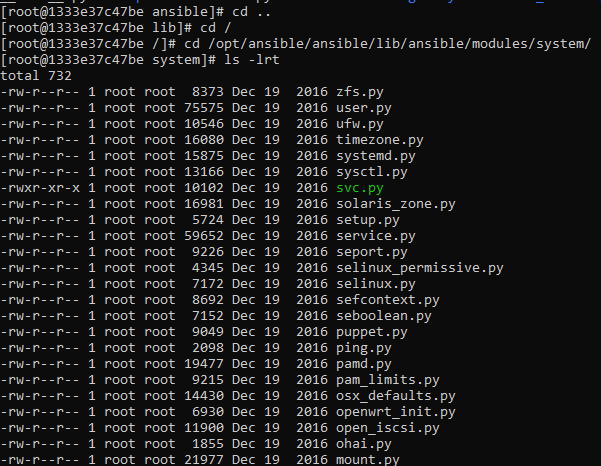 [root@1333e37c47be ansible]# cd ..
[root@1333e37c47be lib]# cd /
[root@1333e37c47be /]# cd /opt/ansible/ansible/lib/ansible/modules/system/
[root@1333e37c47be system]# ls -lrt
total 732
-rw-r--r-- 1 root root  8373 Dec 19  2016 zfs.py
-rw-r--r-- 1 root root 75575 Dec 19  2016 user.py
-rw-r--r-- 1 root root 10546 Dec 19  2016 ufw.py
-rw-r--r-- 1 root root 16080 Dec 19  2016 timezone.py
-rw-r--r-- 1 root root 15875 Dec 19  2016 systemd.py
-rw-r--r-- 1 root root 13166 Dec 19  2016 sysctl.py
-rwxr-xr-x 1 root root 10102 Dec 19  2016 svc.py
-rw-r--r-- 1 root root 16981 Dec 19  2016 solaris_zone.py
-rw-r--r-- 1 root root  5724 Dec 19  2016 setup.py
-rw-r--r-- 1 root root 59652 Dec 19  2016 service.py
-rw-r--r-- 1 root root  9226 Dec 19  2016 seport.py
-rw-r--r-- 1 root root  4345 Dec 19  2016 selinux_permissive.py
-rw-r--r-- 1 root root  7172 Dec 19  2016 selinux.py
-rw-r--r-- 1 root root  8692 Dec 19  2016 sefcontext.py
-rw-r--r-- 1 root root  7152 Dec 19  2016 seboolean.py
-rw-r--r-- 1 root root  9049 Dec 19  2016 puppet.py
-rw-r--r-- 1 root root  2098 Dec 19  2016 ping.py
-rw-r--r-- 1 root root 19477 Dec 19  2016 pamd.py
-rw-r--r-- 1 root root  9215 Dec 19  2016 pam_limits.py
-rw-r--r-- 1 root root 14430 Dec 19  2016 osx_defaults.py
-rw-r--r-- 1 root root  6930 Dec 19  2016 openwrt_init.py
-rw-r--r-- 1 root root 11900 Dec 19  2016 open_iscsi.py
-rw-r--r-- 1 root root  1855 Dec 19  2016 ohai.py
-rw-r--r-- 1 root root 21977 Dec 19  2016 mount.py